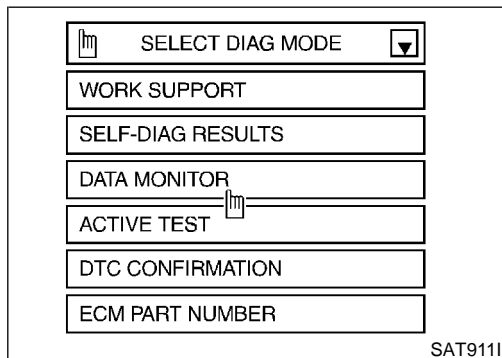 SELECT DIAG MODE
WORK SUPPORT
SELF-DIAG RESULTS
DATA MONITOR
ACTIVE TEST
DTC CONFIRMATION
ECM PART NUMBER
SAT911I